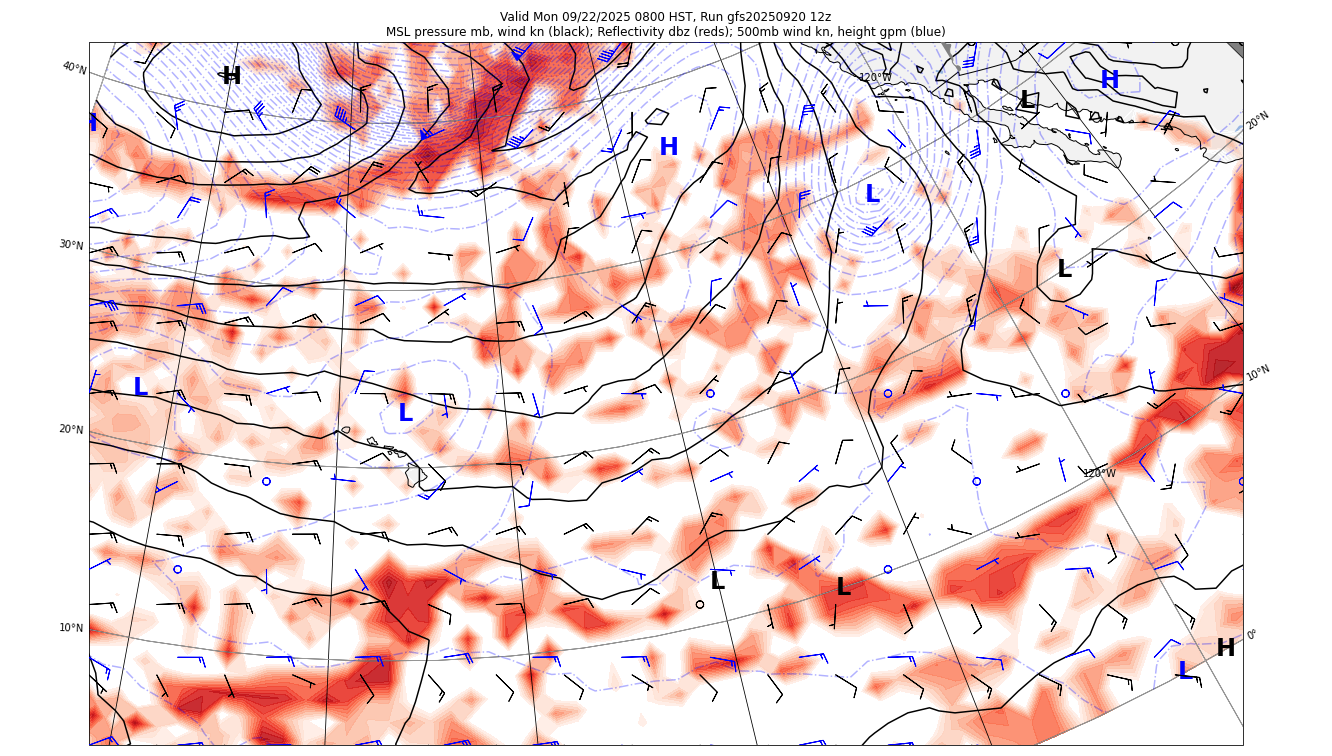 Valid Mon 09/22/2025 0800 HST, Run gfs20250920 12z
MSL pressure mb, wind kn (black); Reflectivity dbz (reds); 500mb wind kn, height gpm (blue)
40°N
H
120°W
H
L
20°N
H
H
L
30°N
L
10°N
L
L
20°N
120°W
L
L
10°N
0°
H
L